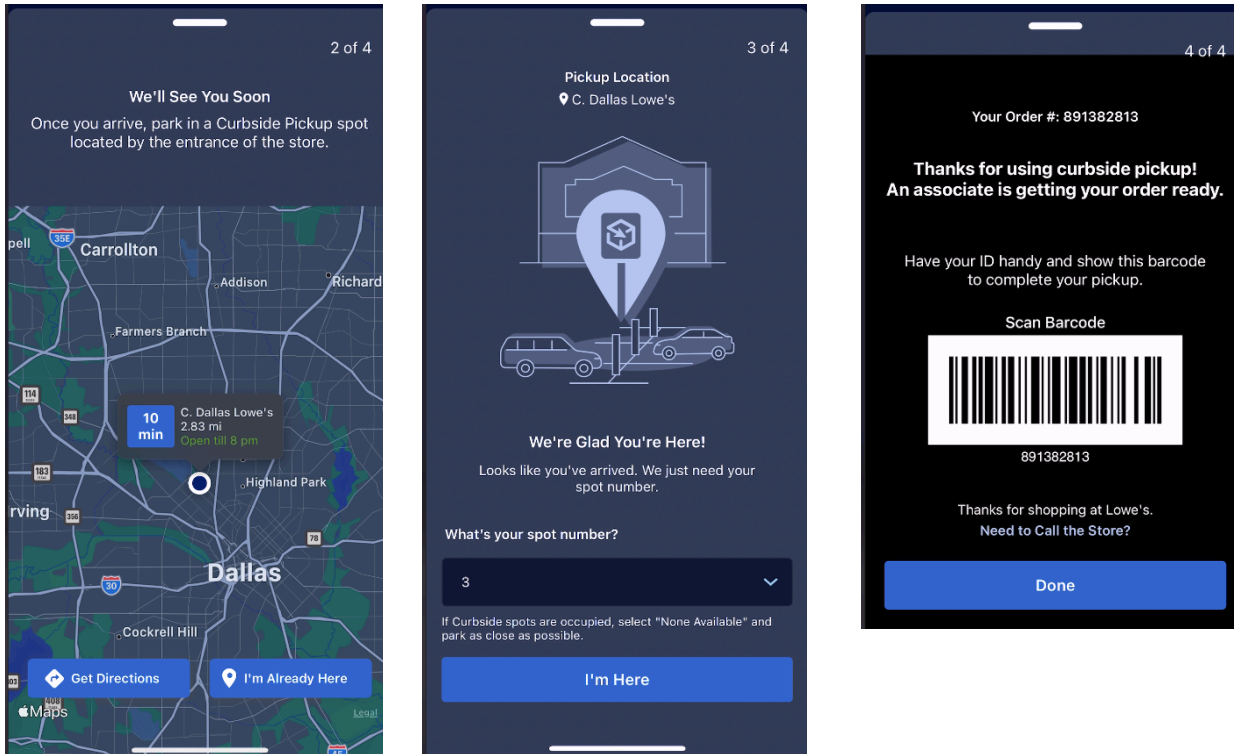 2 of 4
We'll See You Soon
Once you arrive, park in a Curbside Pickup spot
located by the entrance of the store.
35E
pell
Carrollton
Addison
Richard
Farmers Branch
114
348
10
min
C. Dallas Lowe's
2.83 mi
Open till 8 pm
183
Highland Park
rving
356
78
Dallas
30
Cockrell Hill
Get Directions
I'm Already Here
408
Maps
Legal
45
3 of 4
Pickup Location
C. Dallas Lowe's
We're Glad You're Here!
Looks like you've arrived. We just need your
spot number.
What's your spot number?
3
If Curbside spots are occupied, select "None Available" and
park as close as possible.
I'm Here
4 of 4
Your Order #: 891382813
Thanks for using curbside pickup!
An associate is getting your order ready.
Have your ID handy and show this barcode
to complete your pickup.
Scan Barcode
891382813
Thanks for shopping at Lowe's.
Need to Call the Store?
Done